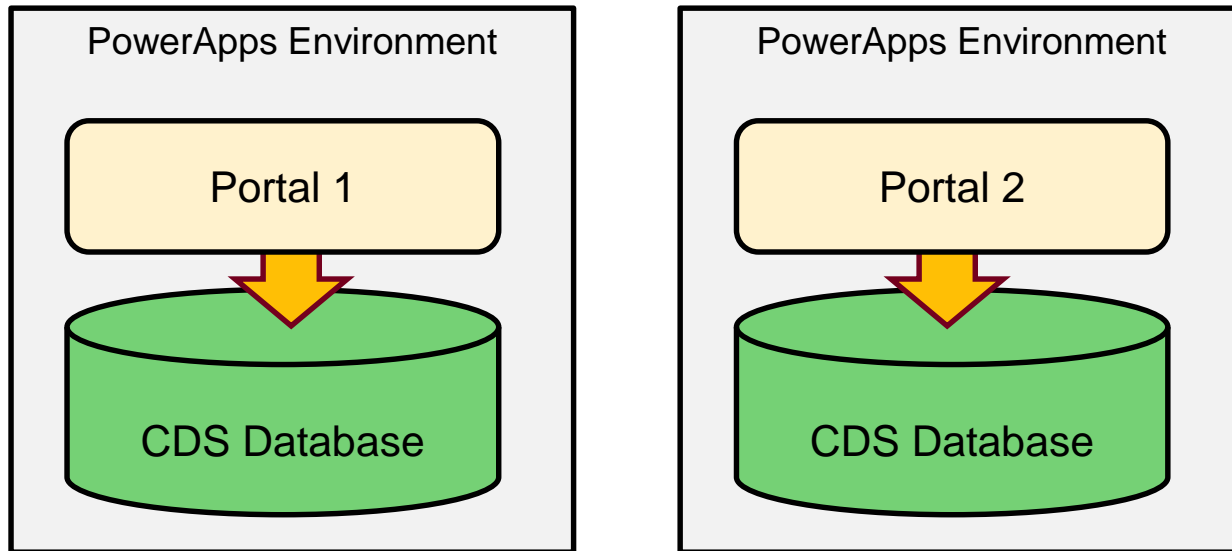 PowerApps Environment
Portal 1
CDS Database
PowerApps Environment
Portal 2
CDS Database